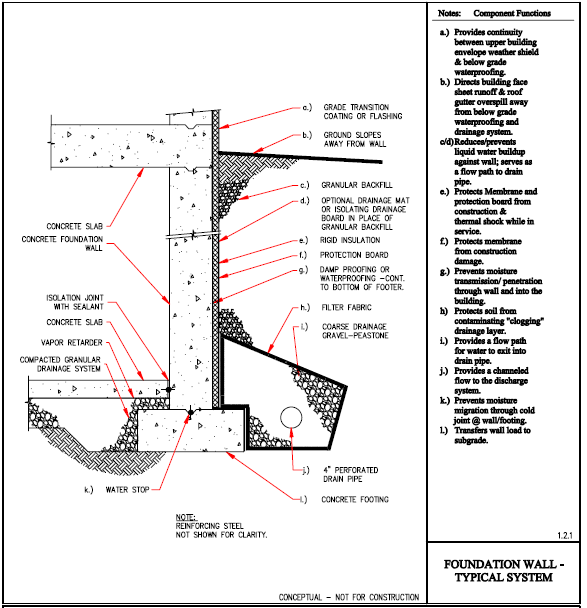 a.) GRADE TRANSITION
COATING OR FLASHING
b.) GROUND SLOPES
AWAY FROM WALL
c.) GRANULAR BACKFILL
d.) OPTIONAL DRAINAGE MAT
OR ISOLATING DRAINAGE
BOARD IN PLACE OF
GRANULAR BACKFILL
e.) RIGID INSULATION
f.) PROTECTION BOARD
g.) DAMP PROOFING OR
WATERPROOFING -CONT.
TO BOTTOM OF FOOTER.
h.) FILTER FABRIC
i.) COARSE DRAINAGE
GRAVEL-PEASTONE
j.) 4" PERFORATED
DRAIN PIPE
l.) CONCRETE FOOTING
CONCRETE SLAB
CONCRETE FOUNDATION
WALL
ISOLATION JOINT
WITH SEALANT
CONCRETE SLAB
VAPOR RETARDER
COMPACTED GRANULAR
DRAINAGE SYSTEM
k.) WATER STOP
NOTE:
REINFORCING STEEL
NOT SHOWN FOR CLARITY.
CONCEPTUAL - NOT FOR CONSTRUCTION
Notes: Component Functions
a.) Provides continuity
between upper building
envelope weather shield
& below grade
waterproofing.
b.) Directs building face
sheet runoff & roof
gutter overspill away
from below grade
waterproofing and
drainage system.
c/d)Reduces/prevents
liquid water buildup
against wall; serves as
a flow path to drain
pipe.
e.) Protects Membrane and
protection board from
construction &
thermal shock while in
service.
f.) Protects membrane
from construction
damage.
g.) Prevents moisture
transmission/ penetration
through wall and into the
building.
h) Protects soil from
contaminating "clogging"
drainage layer.
i.) Provides a flow path
for water to exit into
drain pipe.
j.) Provides a channeled
flow to the discharge
system.
k.) Prevents moisture
migration through cold
joint @ wall/footing.
l.) Transfers wall load to
subgrade.
1.2.1
FOUNDATION WALL -
TYPICAL SYSTEM